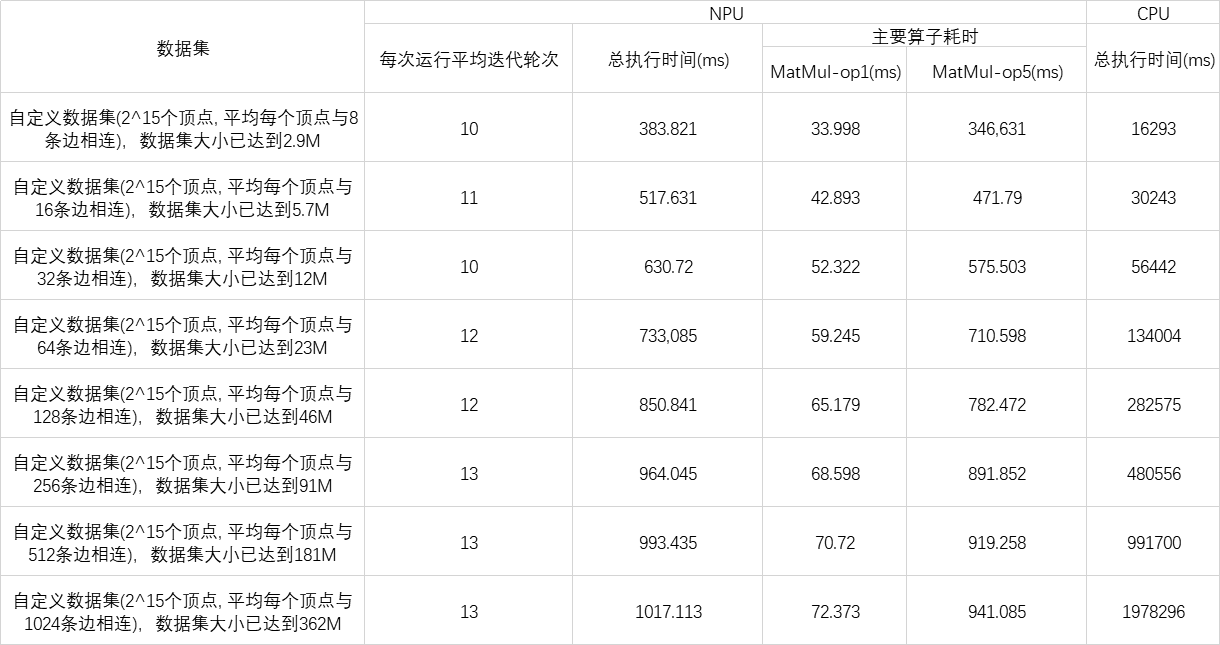 数据集
NPU
CPU
每次运行平均迭代轮次
总执行时间(ms)
主要算子耗时
总执行时间(ms)
MatMul-op1(ms)
MatMul-op5(ms)
自定义数据集(2^15个顶点, 平均每个顶点与8
条边相连)，数据集大小已达到2.9M
10
383.821
33.998
346,631
16293
自定义数据集(2^15个顶点, 平均每个顶点与
16条边相连)，数据集大小已达到5.7M
11
517.631
42.893
471.79
30243
自定义数据集(2^15个顶点, 平均每个顶点与
32条边相连)，数据集大小已达到12M
10
630.72
52.322
575.503
56442
自定义数据集(2^15个顶点, 平均每个顶点与
64条边相连)，数据集大小已达到23M
12
733,085
59.245
710.598
134004
自定义数据集(2^15个顶点, 平均每个顶点与
128条边相连)，数据集大小已达到46M
12
850.841
65.179
782.472
282575
自定义数据集(2^15个顶点, 平均每个顶点与
256条边相连)，数据集大小已达到91M
13
964.045
68.598
891.852
480556
自定义数据集(2^15个顶点, 平均每个顶点与
512条边相连)，数据集大小已达到181M
13
993.435
70.72
919.258
991700
自定义数据集(2^15个顶点, 平均每个顶点与
1024条边相连)，数据集大小已达到362M
13
1017.113
72.373
941.085
1978296